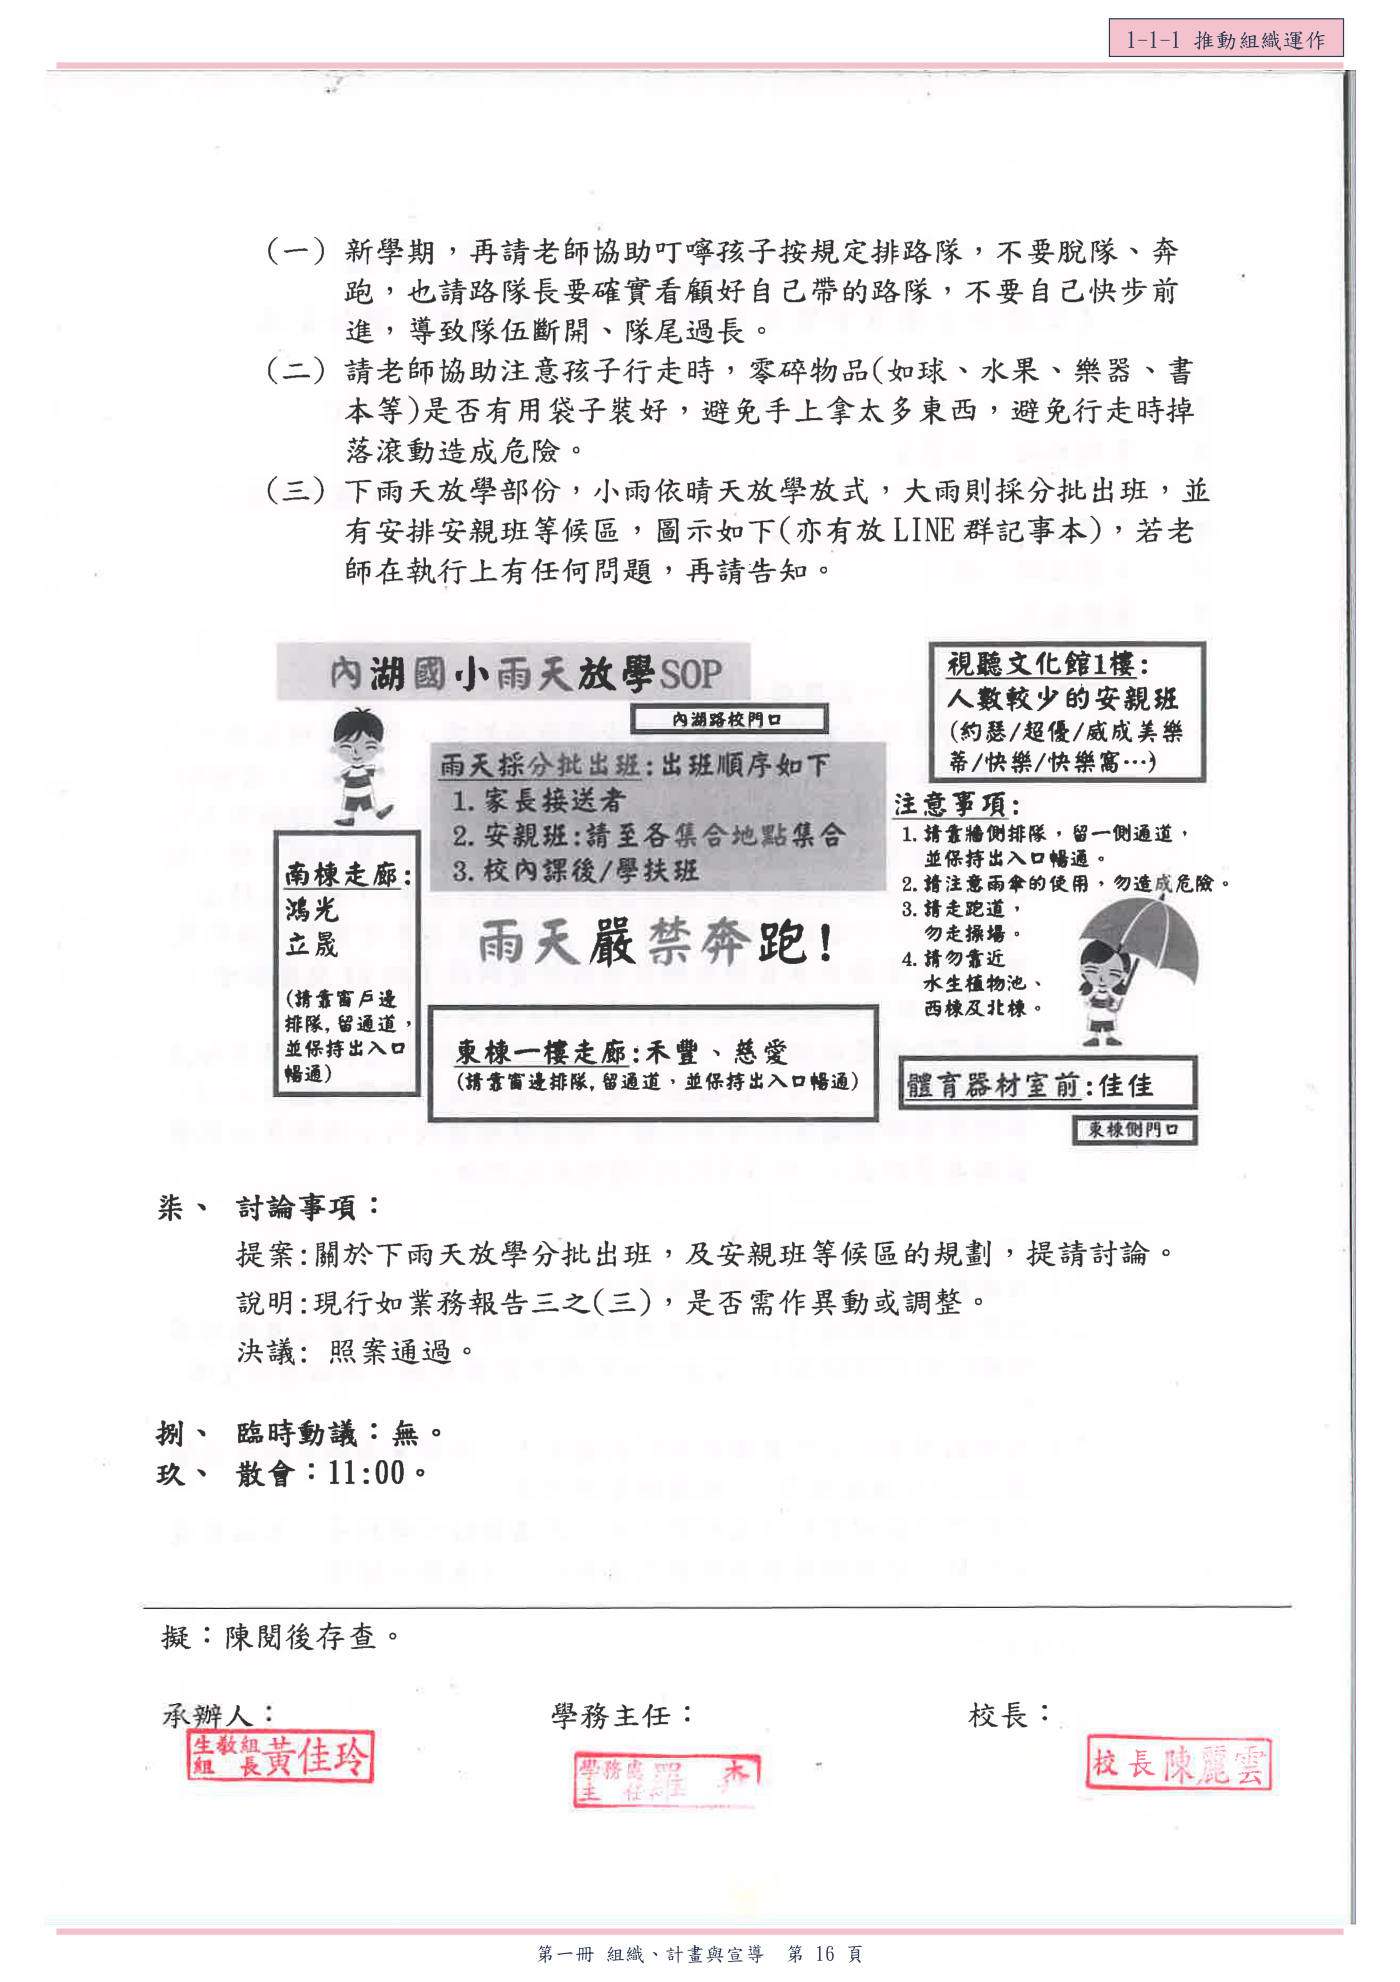 1-1-1 推動組織運作
(一) 新學期，再請老師協助叮嚀孩子按規定排路隊，不要脫隊、奔
跑，也請路隊長要確實看顧好自己帶的路隊，不要自己快步前
進，導致隊伍斷開、隊尾過長。
(二) 請老師協助注意孩子行走時，零碎物品(如球、水果、樂器、書
本等)是否有用袋子裝好，避免手上拿太多東西，避免行走時掉
落滾動造成危險。
(三) 下雨天放學部份，小雨依晴天放學放式，大雨則採分批出班，並
有安排安親班等候區，圖示如下(亦有放LINE群記事本)，若老
師在執行上有任何問題，再請告知。
內湖國小雨天放學SOP
內湖路校門口
雨天採分批出班:出班順序如下
1. 家長接送者
2. 安親班:請至各集合地點集合
3. 校內課後/學扶班
視聽文化館1樓:
人數較少的安親班
(約瑟/超優/威成美樂
蒂/快樂/快樂窩…)
南棟走廊:
鴻光
立晟
(請靠窗戶邊
排隊,留通道，
並保持出入口
暢通)
雨天嚴禁奔跑!
注意事項:
1. 請靠牆側排隊，留一側通道，
並保持出入口暢通。
2. 請注意雨傘的使用，勿造成危險。
3. 請走跑道，
勿走操場。
4. 請勿靠近
水生植物池、
西棟及北棟。
東棟一樓走廊:禾豐、慈愛
(請靠窗邊排隊,留通道，並保持出入口暢通)
體育器材室前:佳佳
東棟側門口
柒、 討論事項：
提案:關於下雨天放學分批出班，及安親班等候區的規劃，提請討論。
說明:現行如業務報告三之(三)，是否需作異動或調整。
決議: 照案通過。
捌、 臨時動議：無。
玖、 散會：11:00。
擬：陳閱後存查。
承辦人： 學務主任： 校長：
生教組
組 長 黃佳玲
學務處
主 任 羅
校長陳麗雲
第一冊 組織、計畫與宣導 第 16 頁